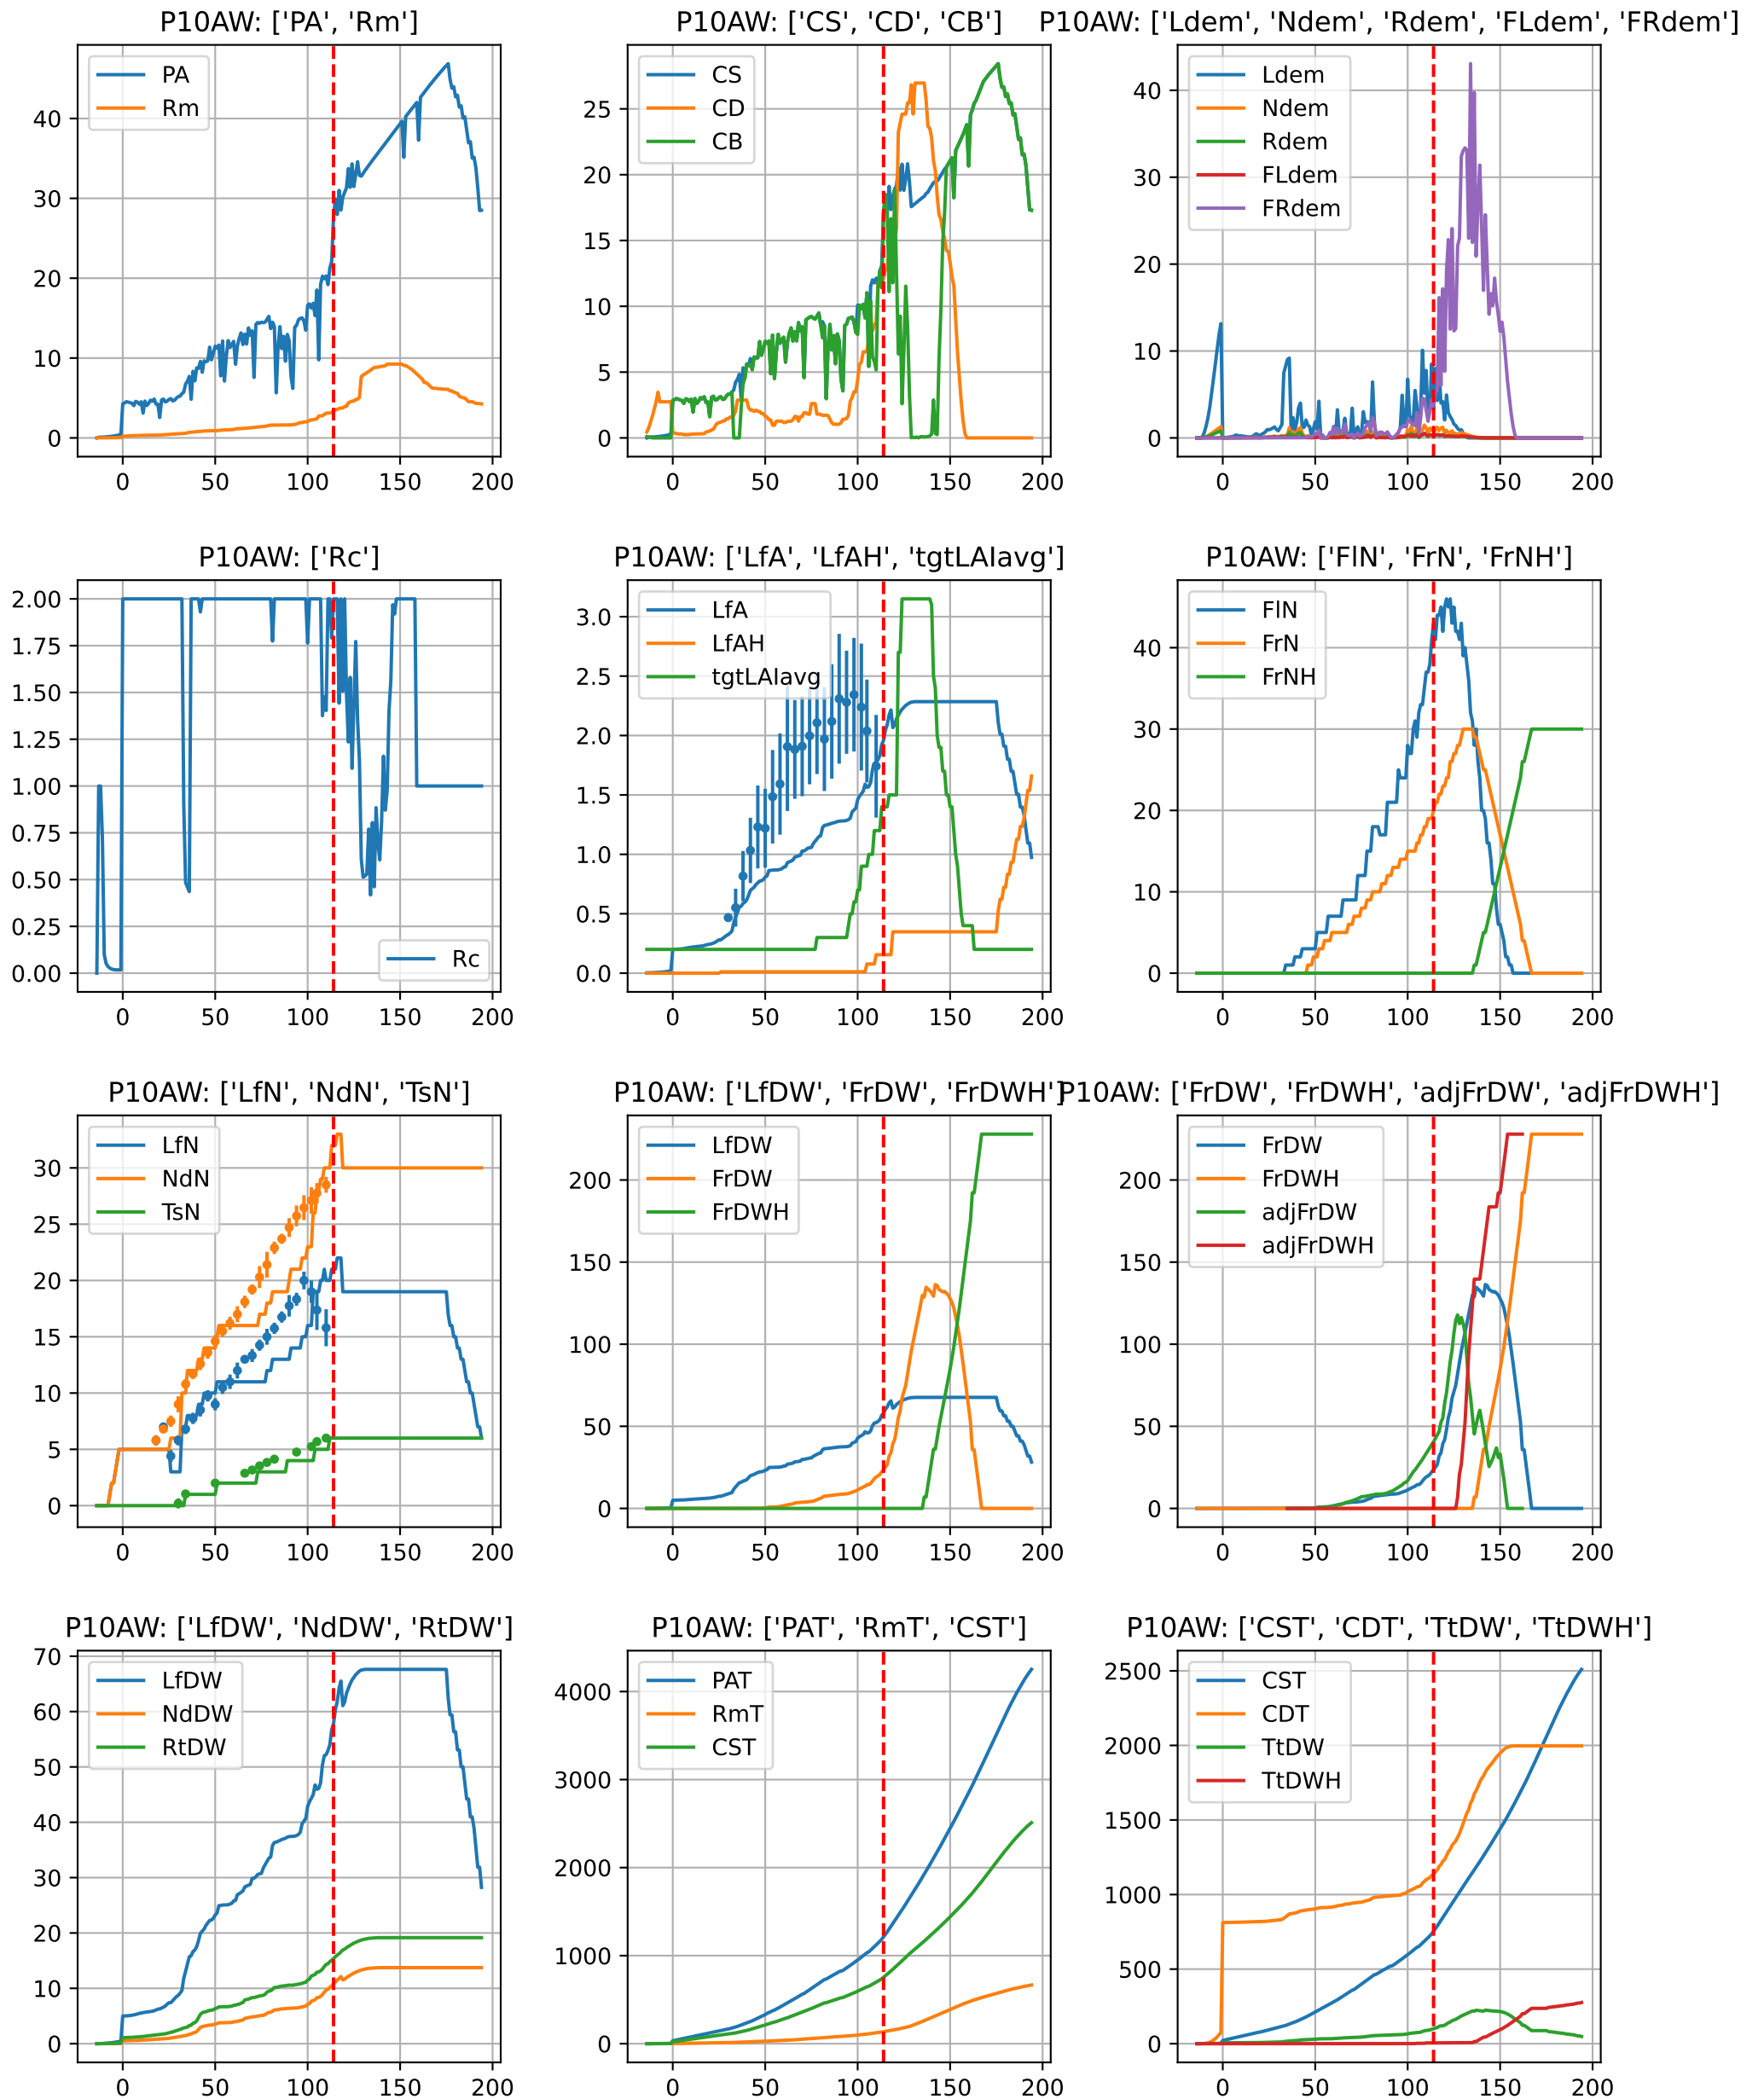 P10AW: ['PA', 'Rm']
PA
Rm
40
30
20
10
0
0 50 100 150 200
P10AW: ['CS', 'CD', 'CB']
CS
CD
CB
25
20
15
10
5
0
0 50 100 150 200
P10AW: ['Ldem', 'Ndem', 'Rdem', 'FLdem', 'FRdem']
Ldem
Ndem
Rdem
FLdem
FRdem
40
30
20
10
0
0 50 100 150 200
P10AW: ['Rc']
2.00
1.75
1.50
1.25
1.00
0.75
0.50
0.25
0.00
Rc
0 50 100 150 200
P10AW: ['LfA', 'LfAH', 'tgtLAIavg']
LfA
LfAH
tgtLAIavg
3.0
2.5
2.0
1.5
1.0
0.5
0.0
0 50 100 150 200
P10AW: ['FlN', 'FrN', 'FrNH']
FlN
FrN
FrNH
40
30
20
10
0
0 50 100 150 200
P10AW: ['LfN', 'NdN', 'TsN']
LfN
NdN
TsN
30
25
20
15
10
5
0
0 50 100 150 200
P10AW: ['LfDW', 'FrDW', 'FrDWH']
LfDW
FrDW
FrDWH
200
150
100
50
0
0 50 100 150 200
P10AW: ['FrDW', 'FrDWH', 'adjFrDW', 'adjFrDWH']
FrDW
FrDWH
adjFrDW
adjFrDWH
200
150
100
50
0
0 50 100 150 200
P10AW: ['LfDW', 'NdDW', 'RtDW']
LfDW
NdDW
RtDW
70
60
50
40
30
20
10
0
0 50 100 150 200
P10AW: ['PAT', 'RmT', 'CST']
PAT
RmT
CST
4000
3000
2000
1000
0
0 50 100 150 200
P10AW: ['CST', 'CDT', 'TtDW', 'TtDWH']
CST
CDT
TtDW
TtDWH
2500
2000
1500
1000
500
0
0 50 100 150 200